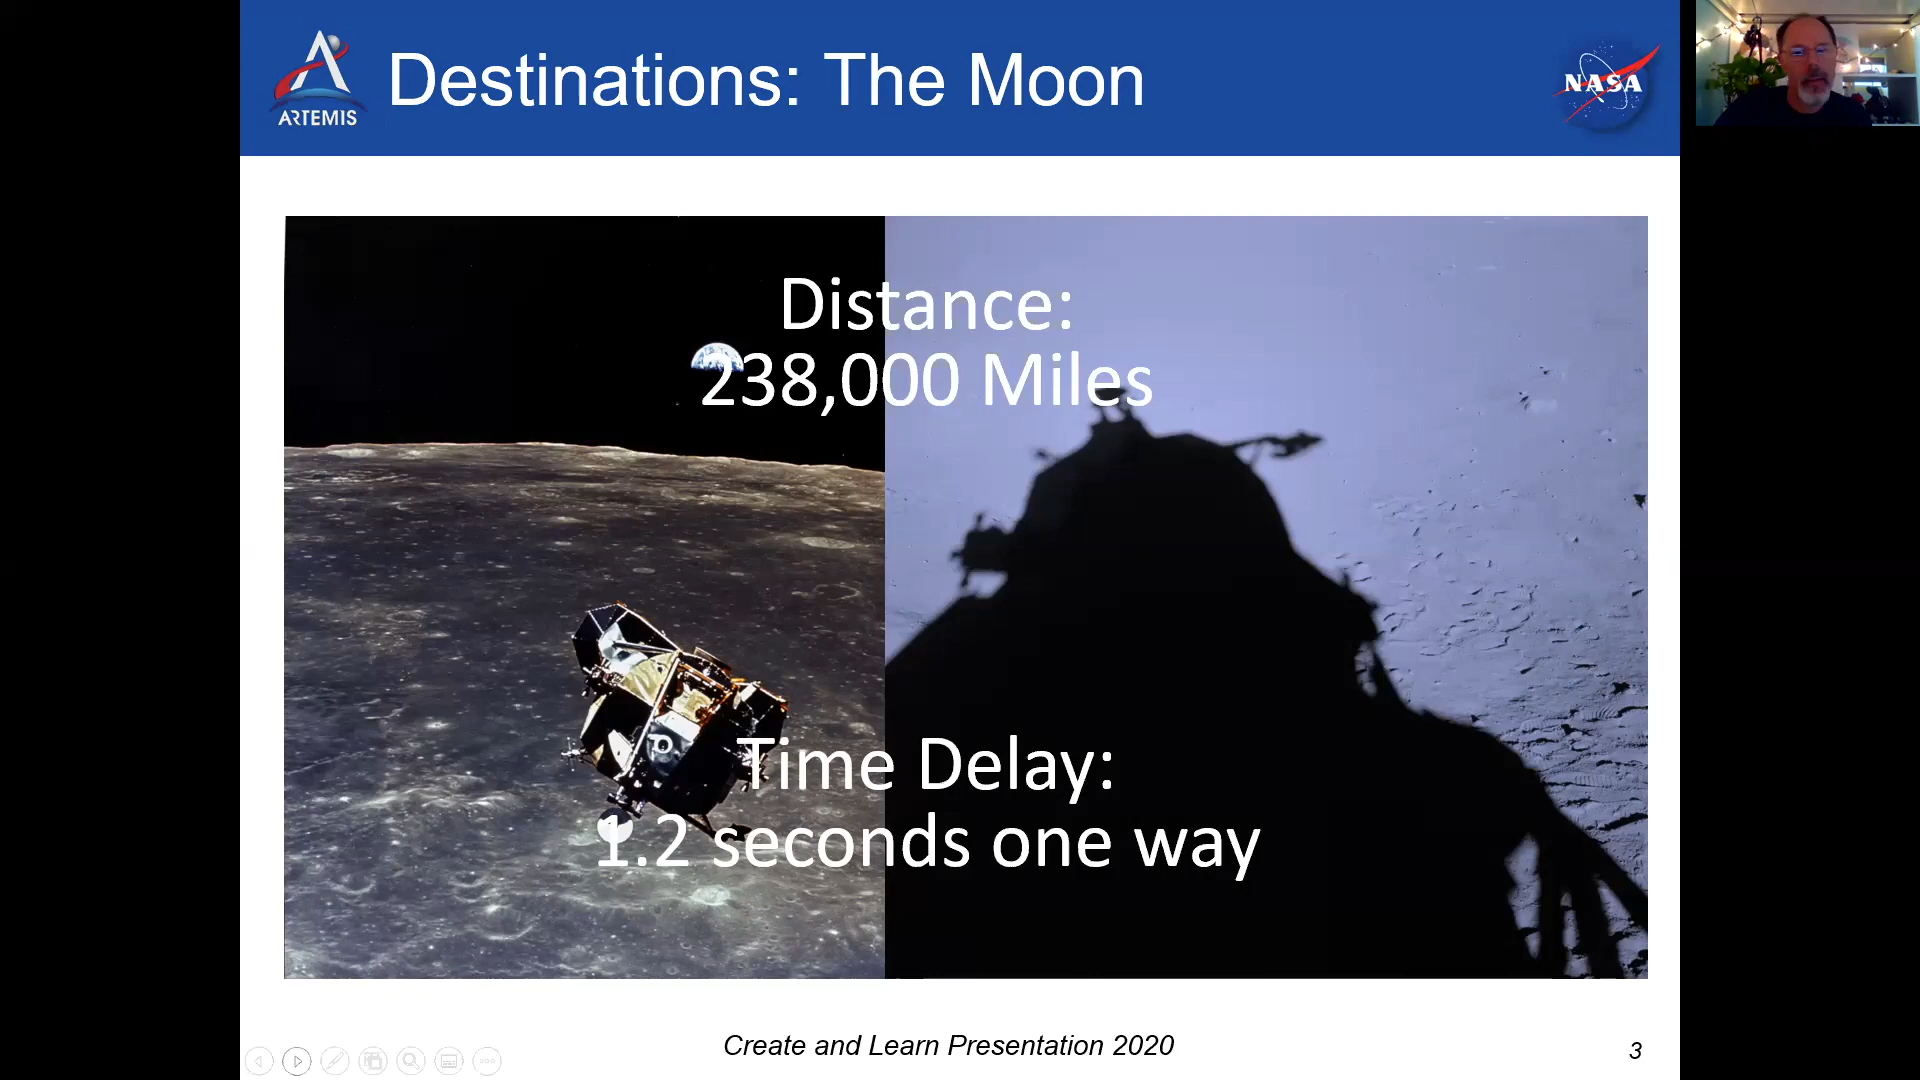 ARTEMIS
Destinations: The Moon
NASA
Distance:
238,000 Miles
Time Delay:
1.2 seconds one way
Create and Learn Presentation 2020
3